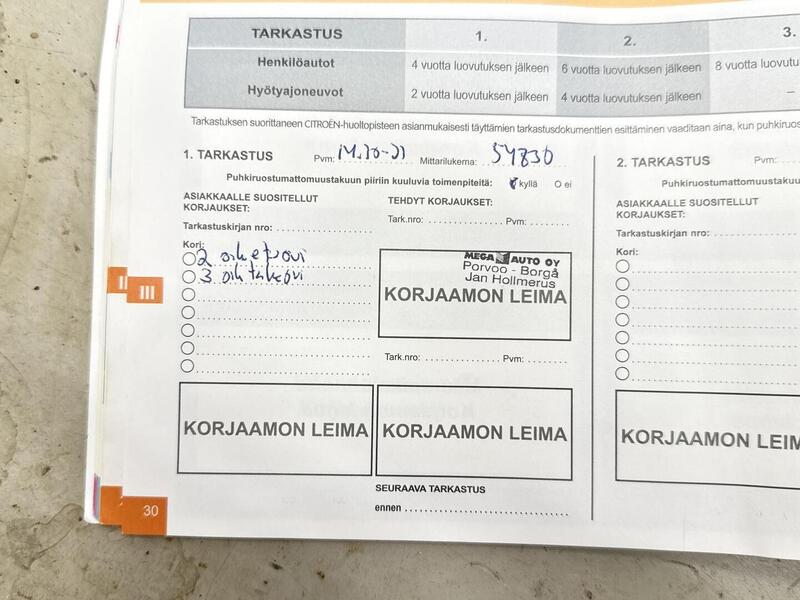 TARKASTUS 1. 2. 3.
Henkilöautot 4 vuotta luovutuksen jälkeen 6 vuotta luovutuksen jälkeen 8 vuotta luovutu
Hyötyajoneuvot 2 vuotta luovutuksen jälkeen 4 vuotta luovutuksen jälkeen –
Tarkastuksen suorittaneen CITROËN-huoltopisteen asianmukaisesti täyttämien tarkastusdokumenttien esittäminen vaaditaan aina, kun puhkiruos
1. TARKASTUS Pvm: Mittarilukema: 54830
Puhkiruostumattomuustakuun piiriin kuuluvia toimenpiteitä: kyllä ei
ASIAKKAALLE SUOSITELLUT KORJAUKSET:
Tarkastuskirjan nro:
Kori:
2 oik etuovi
3 oik takaovi
TEHDYT KORJAUKSET:
Tark.nro: Pvm:
MEGA AUTO OY
Porvoo - Borgå
Jan Hollmerus
KORJAAMON LEIMA
Tark.nro: Pvm:
KORJAAMON LEIMA
KORJAAMON LEIMA
SEURAAVA TARKASTUS
ennen
2. TARKASTUS Pvm:
Puhkiruostumattomuustakuun p
ASIAKKAALLE SUOSITELLUT
KORJAUKSET:
Tarkastuskirjan nro:
Kori:
KORJAAMON LEIM
II
III
30